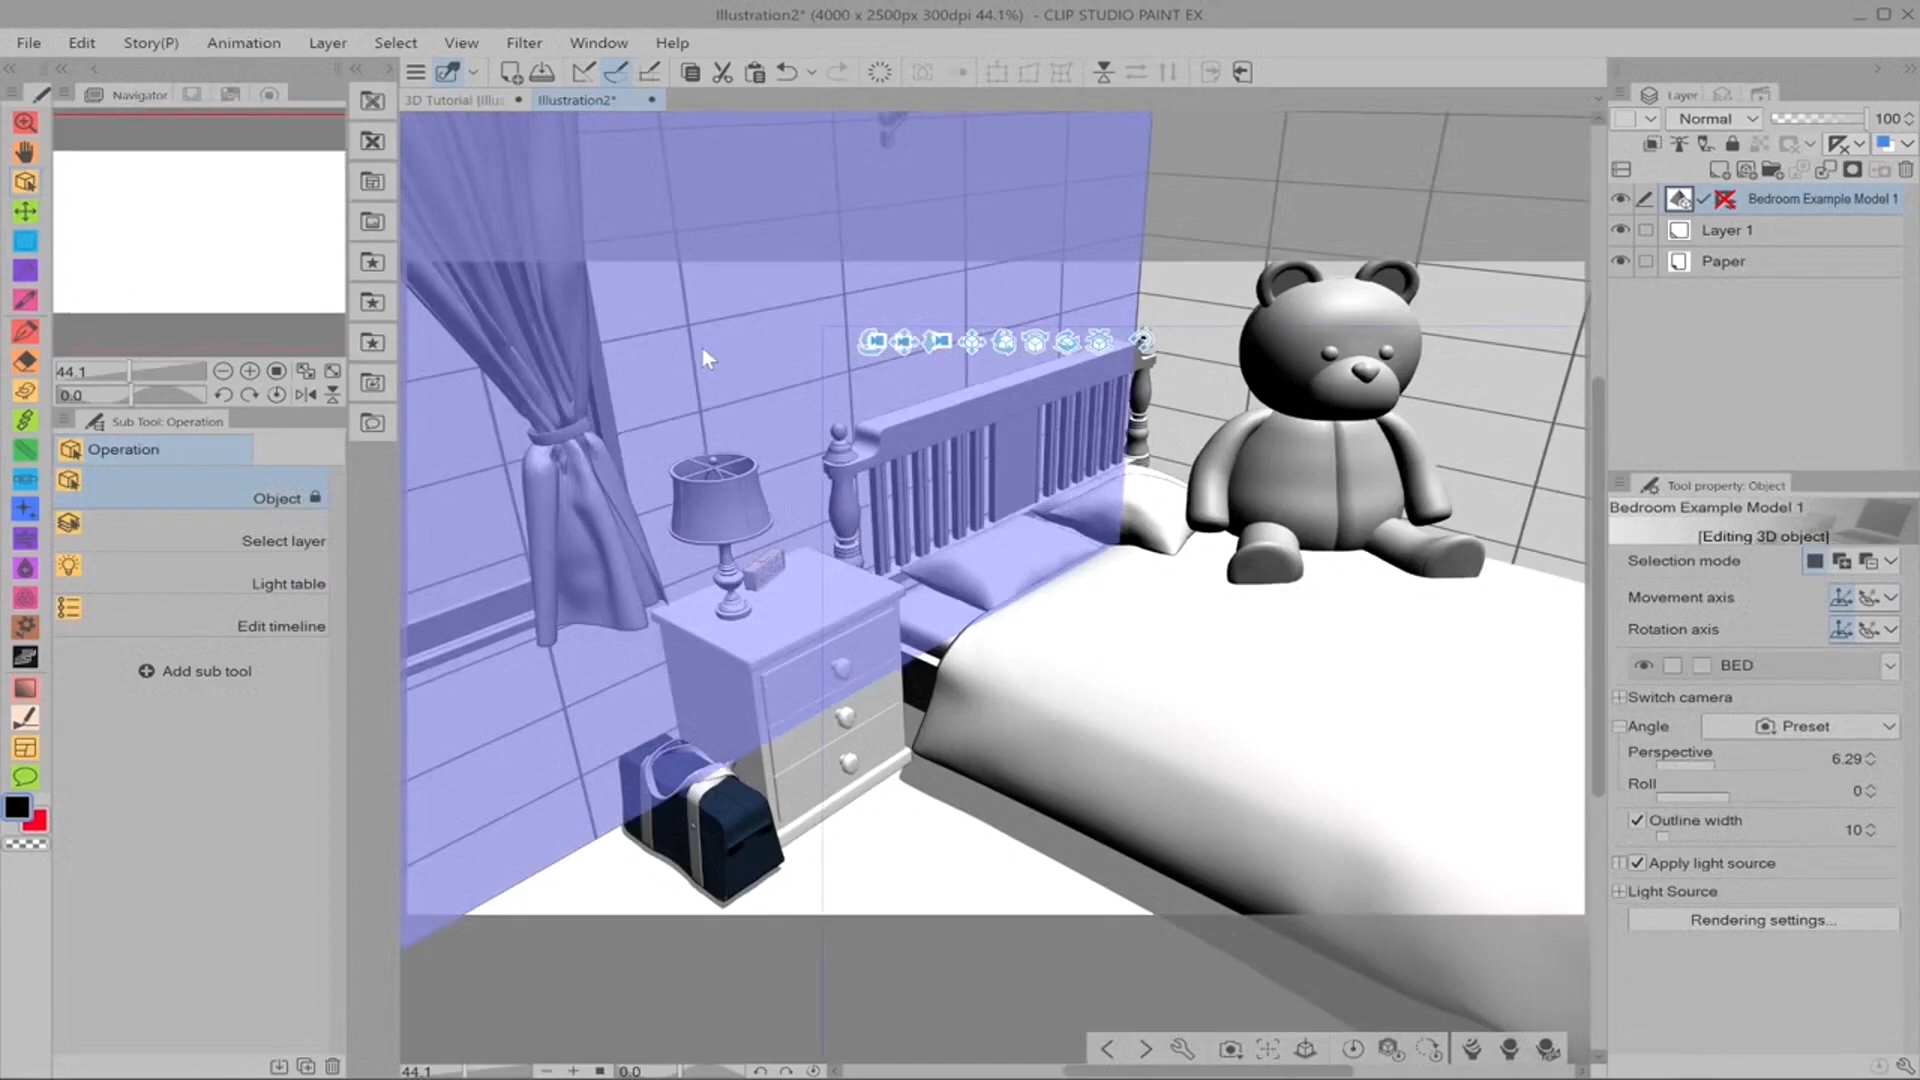 Illustration2* (4000 x 2500px 300dpi 44.1%) - CLIP STUDIO PAINT EX
File Edit Story(P) Animation Layer Select View Filter Window Help
Navigator
3D Tutorial (Illus
Illustration2*
Layer
Normal 100
Bedroom Example Model 1
Layer 1
Paper
44.1
0.0
Sub Tool: Operation
Operation
Object
Select layer
Light table
Edit timeline
Add sub tool
Tool property: Object
Bedroom Example Model 1
[Editing 3D object]
Selection mode
Movement axis
Rotation axis
BED
Switch camera
Angle Preset
Perspective 6.29
Roll 0
Outline width 10
Apply light source
Light Source
Rendering settings...
44.1 0.0